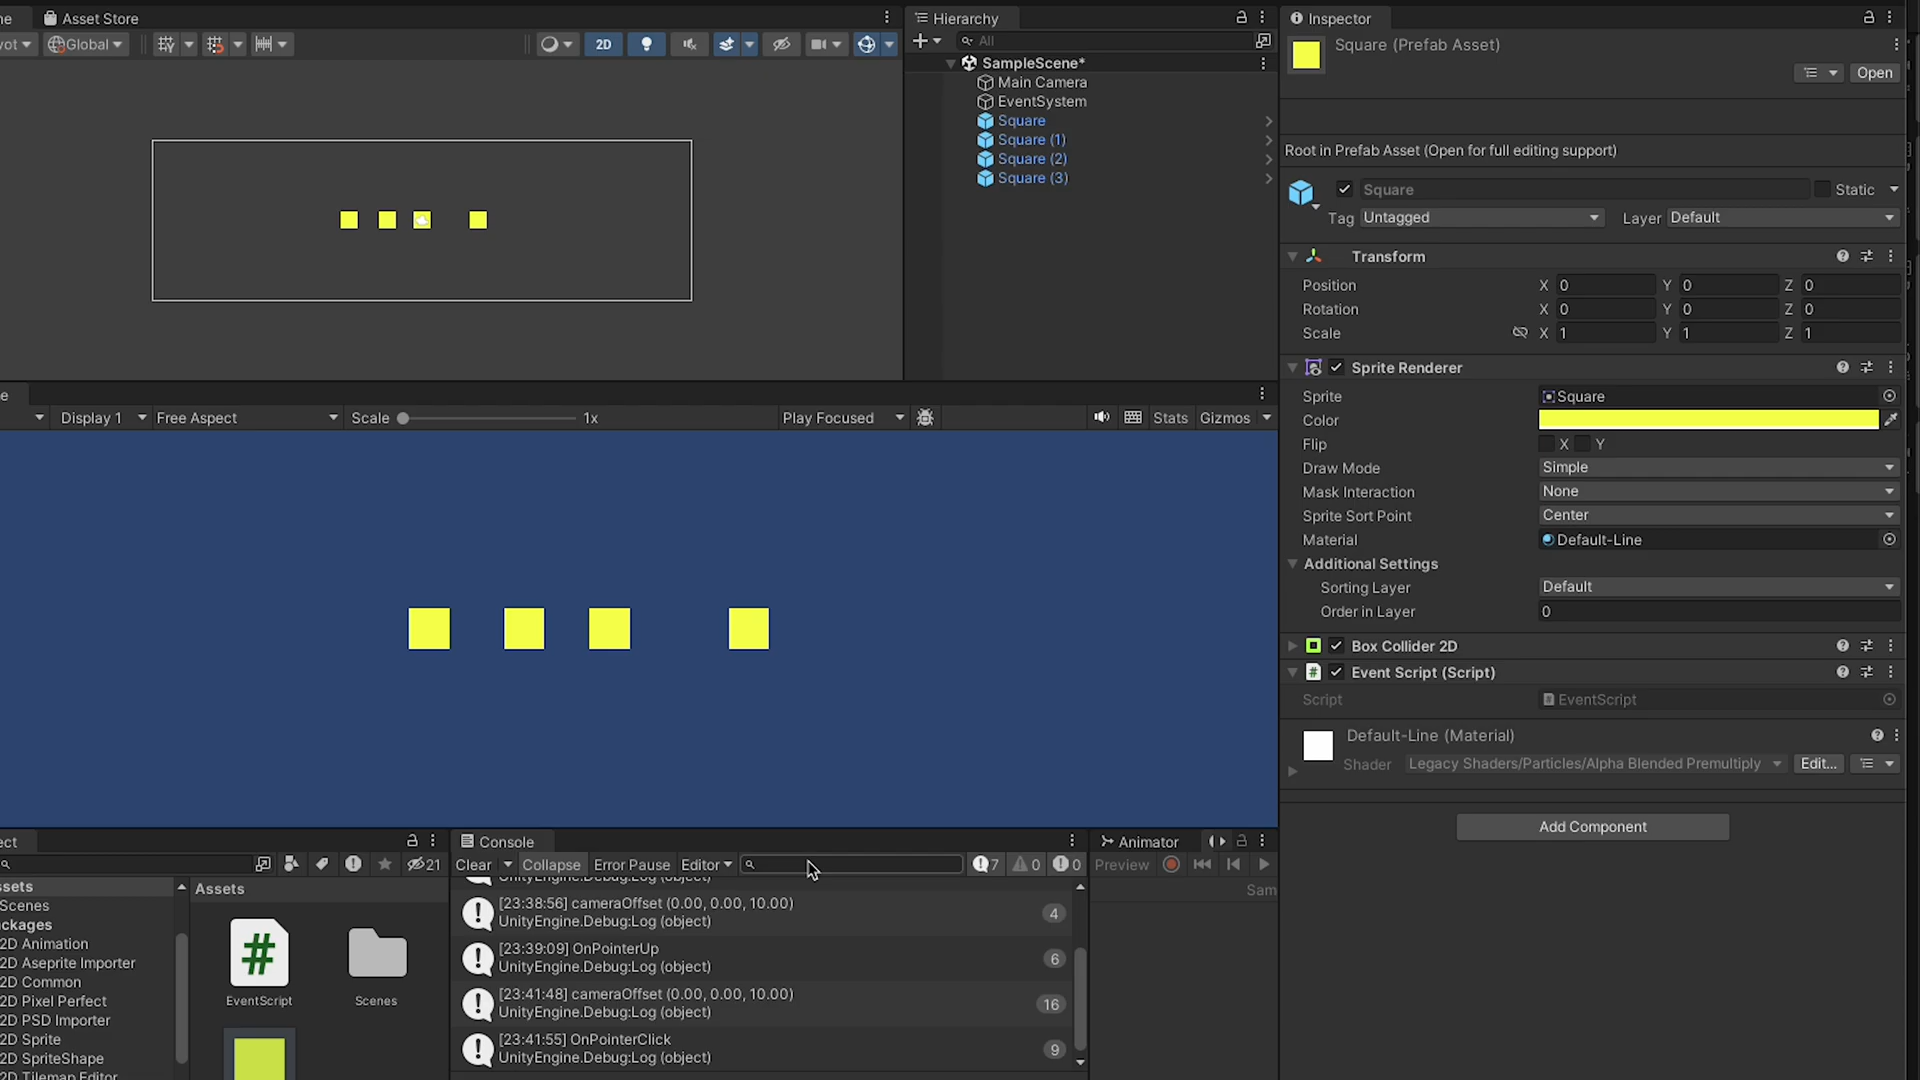 Asset Store
Global
2D
Hierarchy
All
SampleScene*
Main Camera
EventSystem
Square
Square (1)
Square (2)
Square (3)
Inspector
Square (Prefab Asset)
Open
Root in Prefab Asset (Open for full editing support)
Square
Static
Tag Untagged
Layer Default
Transform
Position X 0 Y 0 Z 0
Rotation X 0 Y 0 Z 0
Scale X 1 Y 1 Z 1
Sprite Renderer
Sprite Square
Color
Flip X Y
Draw Mode Simple
Mask Interaction None
Sprite Sort Point Center
Material Default-Line
Additional Settings
Sorting Layer Default
Order in Layer 0
Box Collider 2D
# Event Script (Script)
Script EventScript
Default-Line (Material)
Shader Legacy Shaders/Particles/Alpha Blended Premultiply Edit...
Add Component
Display 1 Free Aspect Scale 1x Play Focused Stats Gizmos
21
ssets
Scenes
ackages
2D Animation
2D Aseprite Importer
2D Common
2D Pixel Perfect
2D PSD Importer
2D Sprite
2D SpriteShape
2D Tilemap Editor
Assets
#
EventScript
Scenes
Console
Clear Collapse Error Pause Editor 7 0 0
UnityEngine.Debug:Log (object)
[23:38:56] cameraOffset (0.00, 0.00, 10.00)
UnityEngine.Debug:Log (object)
4
[23:39:09] OnPointerUp
UnityEngine.Debug:Log (object)
6
[23:41:48] cameraOffset (0.00, 0.00, 10.00)
UnityEngine.Debug:Log (object)
16
[23:41:55] OnPointerClick
UnityEngine.Debug:Log (object)
9
Animator
Preview
Sam